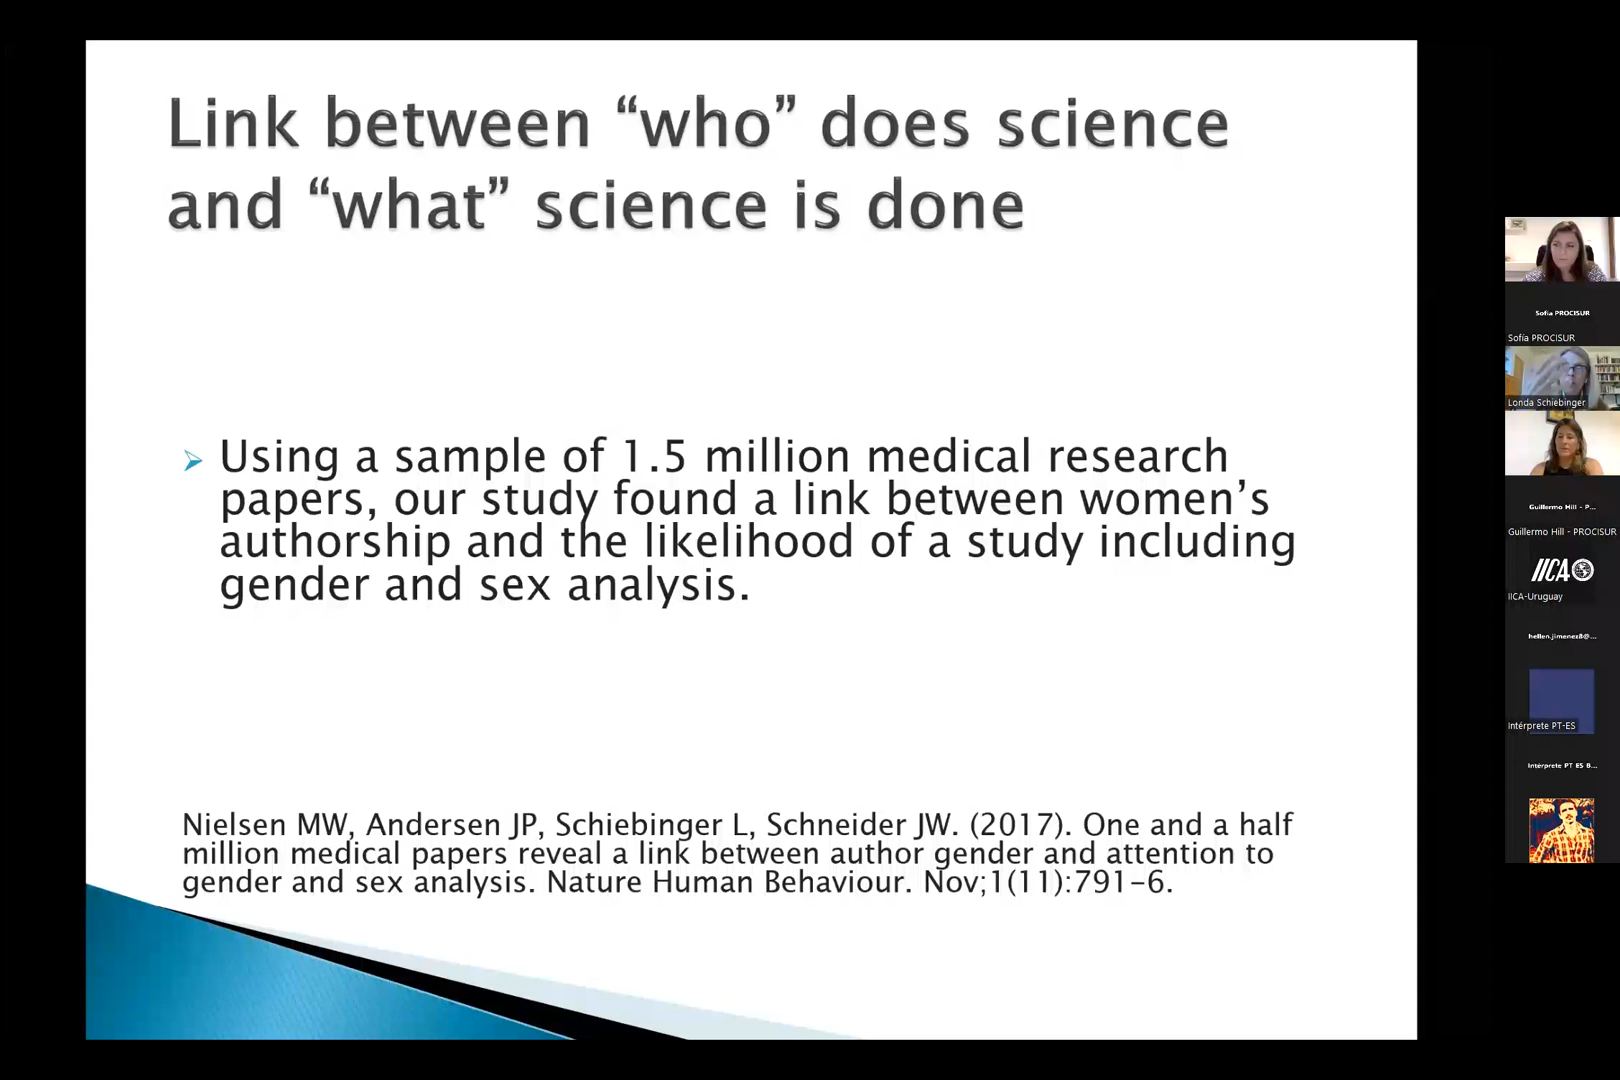 Link between “who” does science
and “what” science is done
Using a sample of 1.5 million medical research
papers, our study found a link between women’s
authorship and the likelihood of a study including
gender and sex analysis.
Nielsen MW, Andersen JP, Schiebinger L, Schneider JW. (2017). One and a half
million medical papers reveal a link between author gender and attention to
gender and sex analysis. Nature Human Behaviour. Nov;1(11):791-6.
Sofía PROCISUR
Sofía PROCISUR
Londa Schiebinger
Guillermo Hill - P...
Guillermo Hill - PROCISUR
IICA
IICA-Uruguay
hellen.jimenez8@...
Intérprete PT-ES
Intérprete PT ES B...